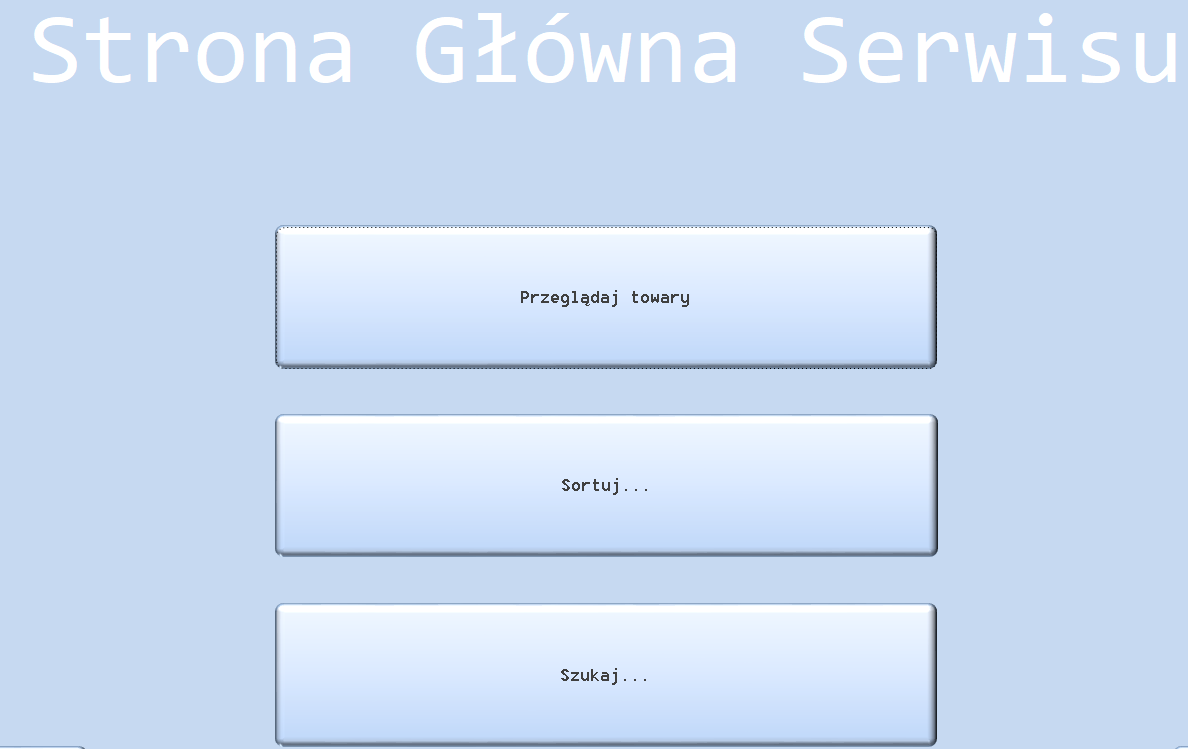 Strona Główna Serwisu
Przeglądaj towary
Sortuj...
Szukaj...